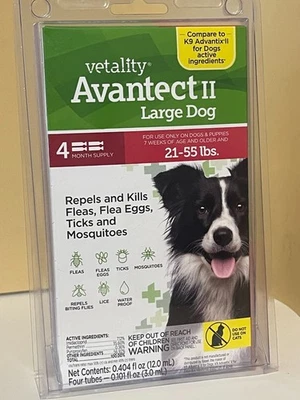 Compare to
K9 Advantix® II
for Dogs
active
ingredients
vetality®
Avantect II
Large Dog
FOR USE ONLY ON DOGS & PUPPIES
7 WEEKS OF AGE AND OLDER AND
4 MONTH SUPPLY
21-55 lbs.
Repels and Kills
Fleas, Flea Eggs,
Ticks and
Mosquitoes
FLEAS
FLEAS EGGS
TICKS
MOSQUITOES
REPELS BITING FLIES
LICE
WATER PROOF
ACTIVE INGREDIENTS:
OTHER INGREDIENTS
TOTAL
100.00%
KEEP OUT OF REACH
OF CHILDREN
WARNING
DO NOT USE ON CATS
Net Contents: 0.404 fl oz (12.0 mL)
Four tubes – 0.101 fl oz (3.0 mL)